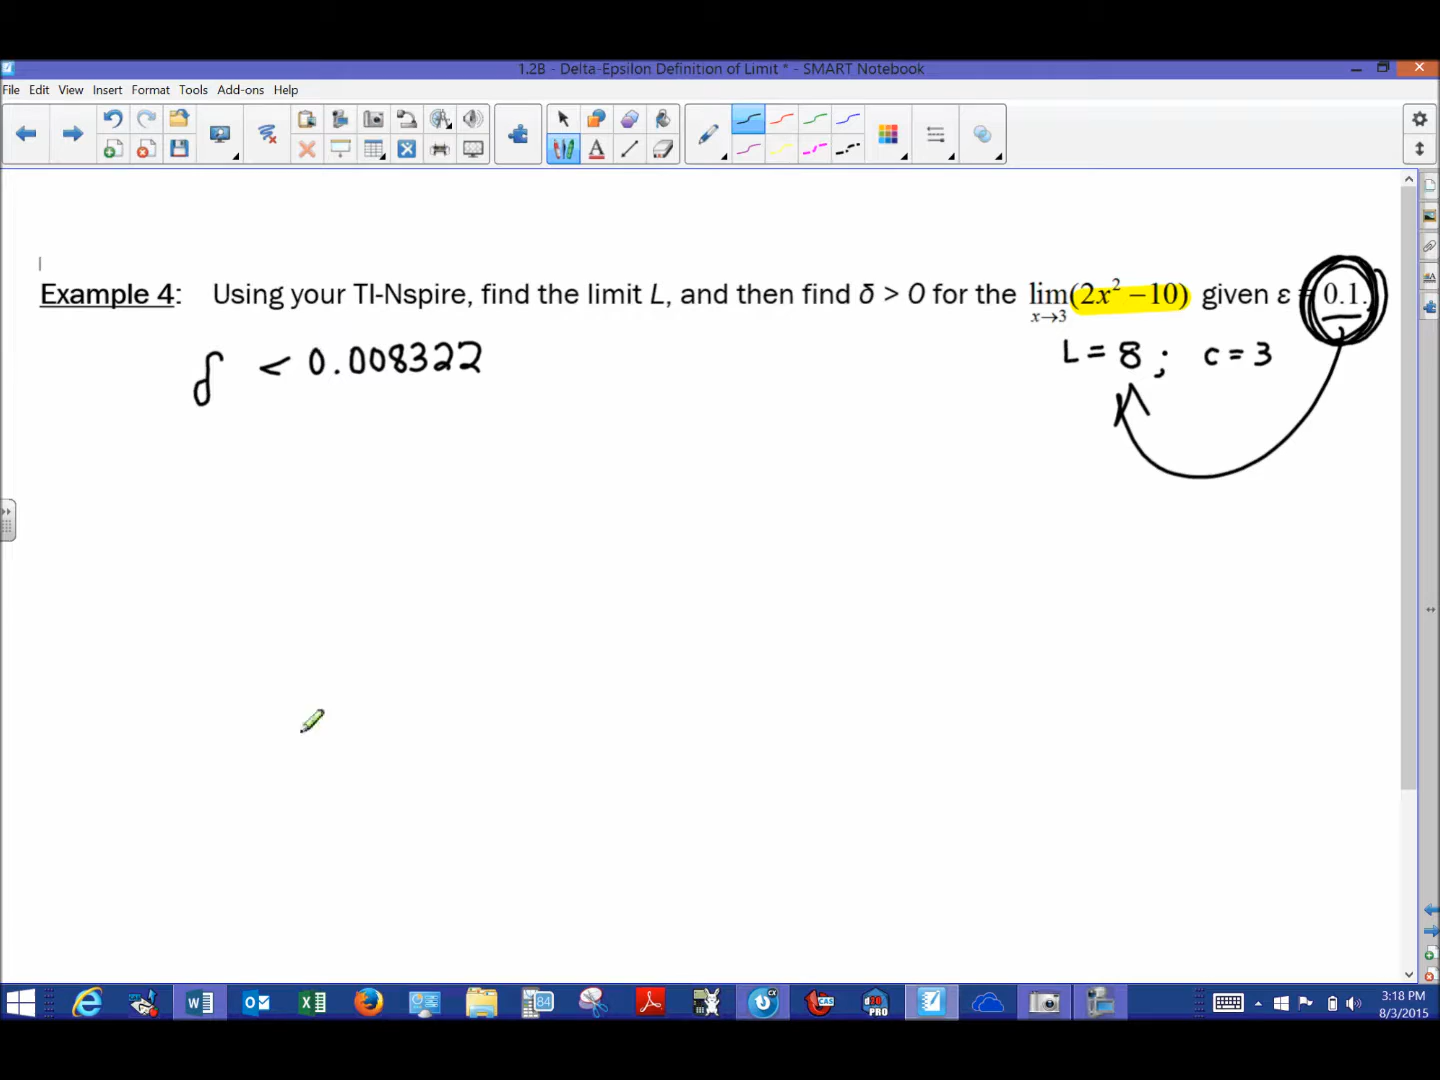 1.2B - Delta-Epsilon Definition of Limit * - SMART Notebook
File Edit View Insert Format Tools Add-ons Help
Example 4: Using your TI-Nspire, find the limit L, and then find δ > 0 for the lim x→3 (2x² − 10) given ε = 0.1.
δ < 0.008322
L = 8 ; c = 3
3:18 PM
8/3/2015